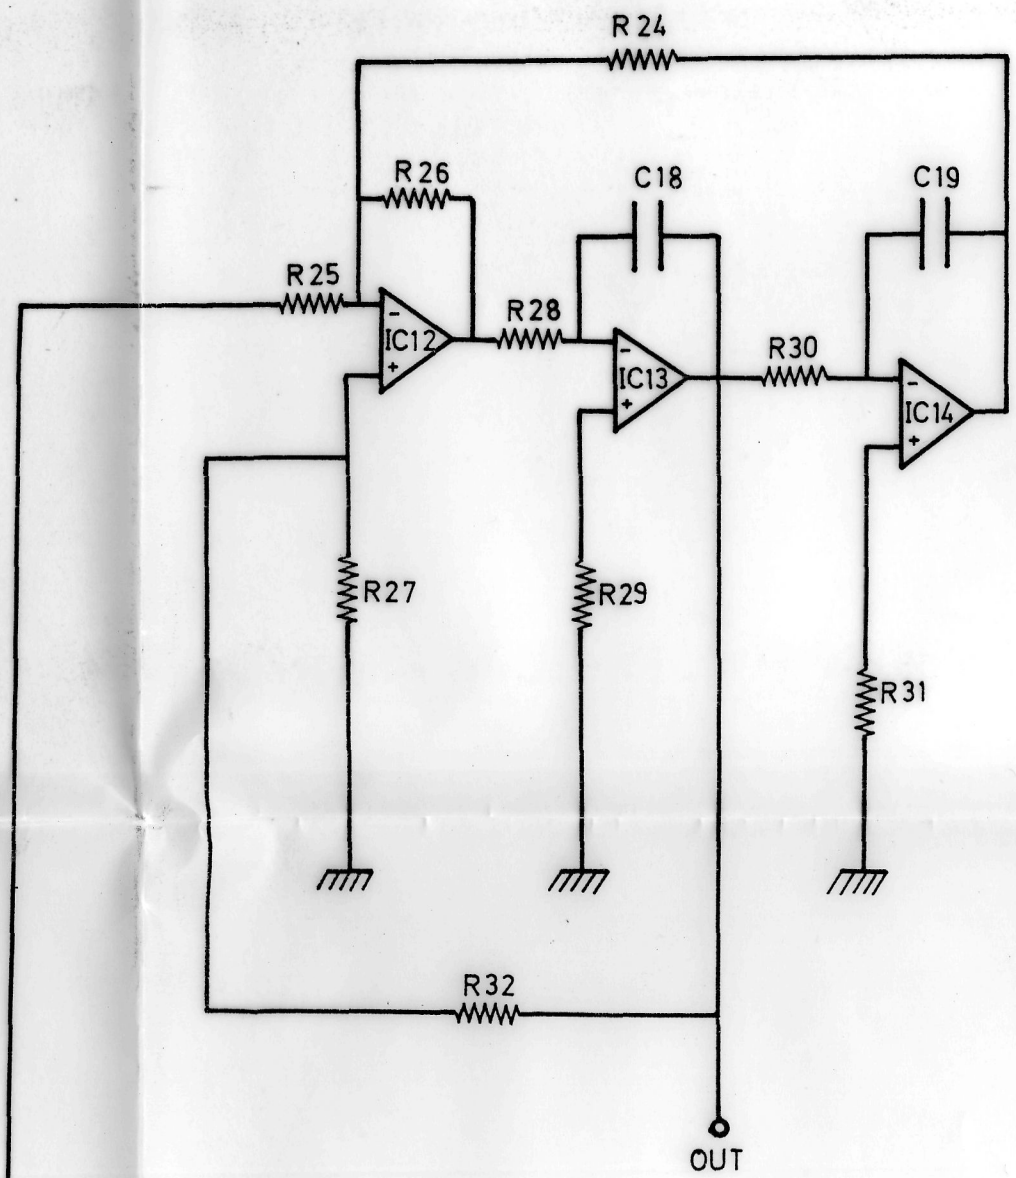 R24
R26
C18
C19
R25
R28
-
IC12
+
-
IC13
+
R30
-
IC14
+
R27
R29
R31
R32
OUT